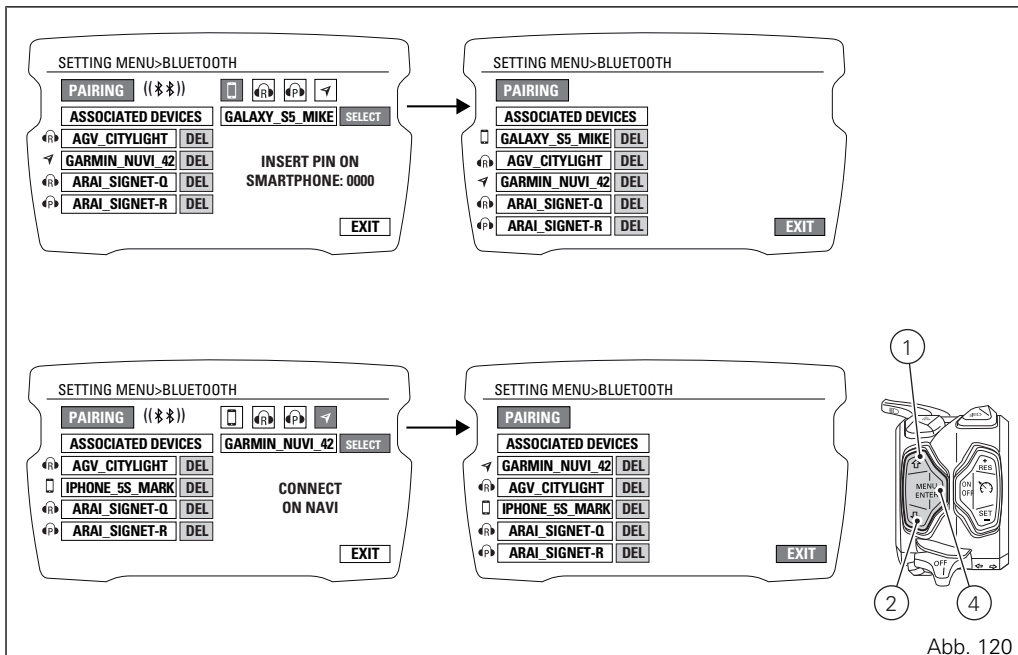 SETTING MENU>BLUETOOTH
PAIRING
ASSOCIATED DEVICES GALAXY_S5_MIKE SELECT
R AGV_CITYLIGHT DEL
GARMIN_NUVI_42 DEL
R ARAI_SIGNET-Q DEL
P ARAI_SIGNET-R DEL
R P
INSERT PIN ON
SMARTPHONE: 0000
EXIT
SETTING MENU>BLUETOOTH
PAIRING
ASSOCIATED DEVICES
GALAXY_S5_MIKE DEL
R AGV_CITYLIGHT DEL
GARMIN_NUVI_42 DEL
R ARAI_SIGNET-Q DEL
P ARAI_SIGNET-R DEL
EXIT
SETTING MENU>BLUETOOTH
PAIRING
ASSOCIATED DEVICES GARMIN_NUVI_42 SELECT
R AGV_CITYLIGHT DEL
IPHONE_5S_MARK DEL
R ARAI_SIGNET-Q DEL
P ARAI_SIGNET-R DEL
R P
CONNECT
ON NAVI
EXIT
SETTING MENU>BLUETOOTH
PAIRING
ASSOCIATED DEVICES
GARMIN_NUVI_42 DEL
R AGV_CITYLIGHT DEL
IPHONE_5S_MARK DEL
R ARAI_SIGNET-Q DEL
P ARAI_SIGNET-R DEL
EXIT
1
MENU
ENTER
ON
OFF
+
RES
SET
-
OFF
2
4
Abb. 120